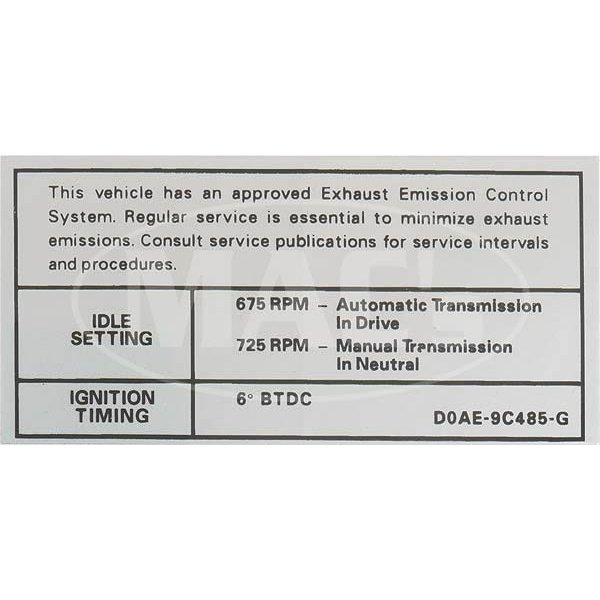 This vehicle has an approved Exhaust Emission Control
System. Regular service is essential to minimize exhaust
emissions. Consult service publications for service intervals
and procedures.
IDLE
SETTING
675 RPM – Automatic Transmission
In Drive
725 RPM – Manual Transmission
In Neutral
IGNITION
TIMING
6° BTDC
D0AE-9C485-G
MAC'S